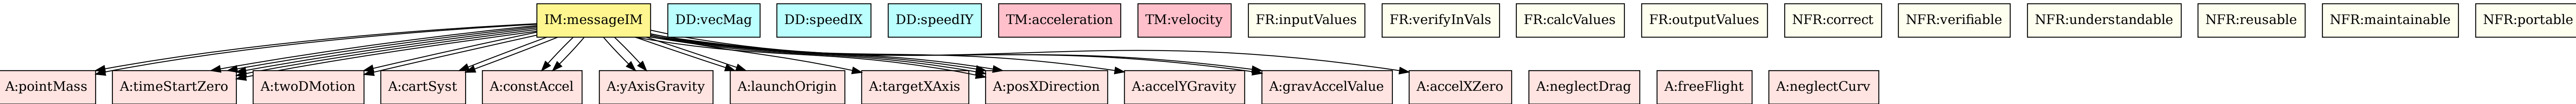 IM:messageIM DD:vecMag DD:speedIX DD:speedIY TM:acceleration TM:velocity FR:inputValues FR:verifyInVals FR:calcValues FR:outputValues NFR:correct NFR:verifiable NFR:understandable NFR:reusable NFR:maintainable NFR:portable
A:pointMass A:timeStartZero A:twoDMotion A:cartSyst A:constAccel A:yAxisGravity A:launchOrigin A:targetXAxis A:posXDirection A:accelYGravity A:gravAccelValue A:accelXZero A:neglectDrag A:freeFlight A:neglectCurv